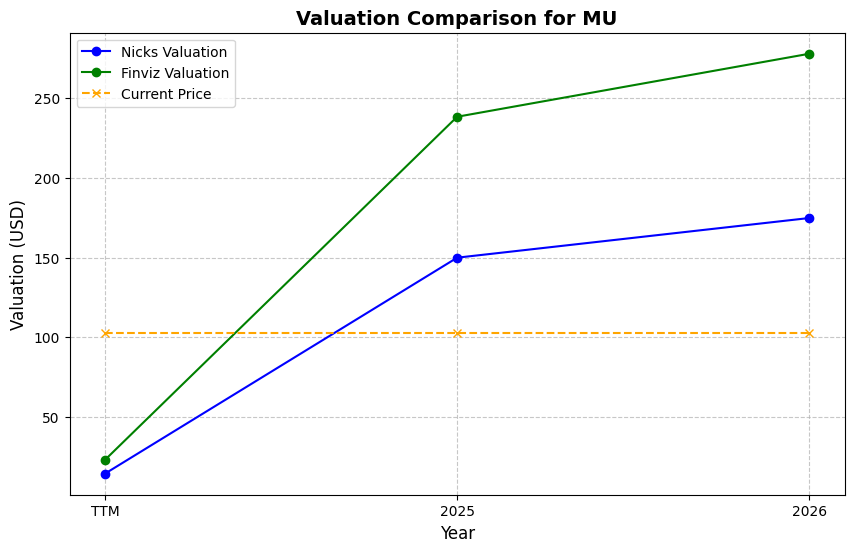 Valuation Comparison for MU
Nicks Valuation
Finviz Valuation
Current Price
Valuation (USD)
250
200
150
100
50
TTM
2025
2026
Year